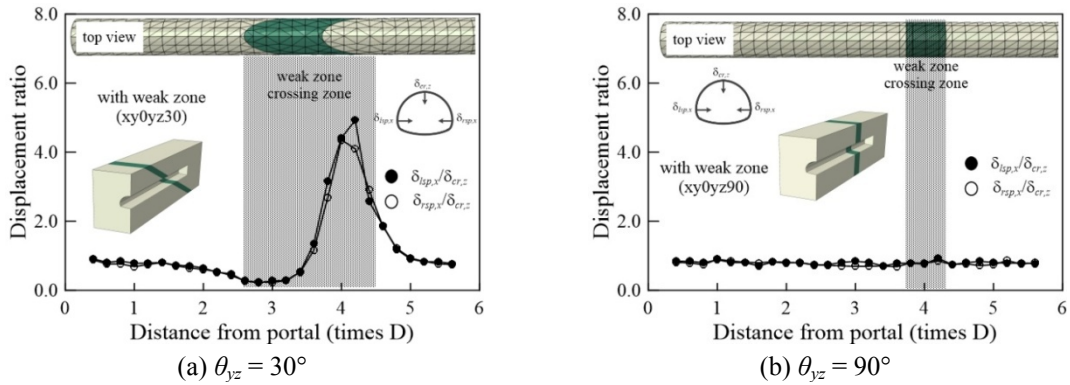 8.0
top view
6.0
weak zone
crossing zone
with weak zone
(xy0yz30)
δcr,z
δlsp,x
δrsp,x
Displacement ratio
4.0
δlsp,x/δcr,z
δrsp,x/δcr,z
2.0
0.0
0 1 2 3 4 5 6
Distance from portal (times D)
(a) θyz = 30°
8.0
top view
6.0
weak zone
crossing zone
δcr,z
δlsp,x
δrsp,x
Displacement ratio
4.0
with weak zone
(xy0yz90)
δlsp,x/δcr,z
δrsp,x/δcr,z
2.0
0.0
0 1 2 3 4 5 6
Distance from portal (times D)
(b) θyz = 90°